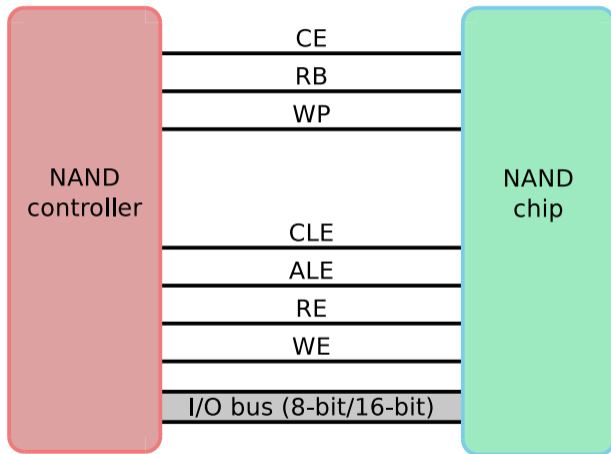 CE
RB
WP
NAND
controller
NAND
chip
CLE
ALE
RE
WE
I/O bus (8-bit/16-bit)